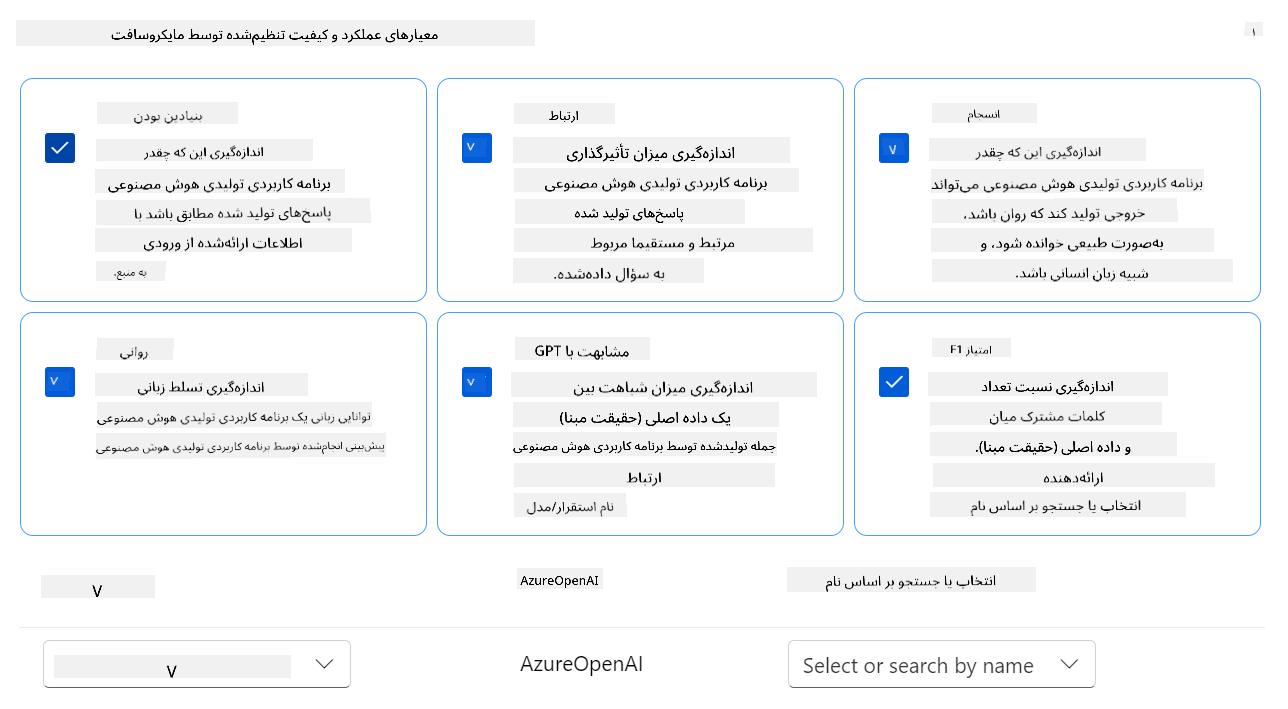 معیارهای عملکرد و کیفیت تنظیم‌شده توسط مایکروسافت
۱
بنیادین بودن
اندازه‌گیری این که چقدر
برنامه کاربردی تولیدی هوش مصنوعی
پاسخ‌های تولید شده مطابق باشد با
اطلاعات ارائه‌شده از ورودی
به منبع.
V
ارتباط
اندازه‌گیری میزان تأثیرگذاری
برنامه کاربردی تولیدی هوش مصنوعی
پاسخ‌های تولید شده
مرتبط و مستقیما مربوط
به سؤال داده‌شده.
V
انسجام
اندازه‌گیری این که چقدر
برنامه کاربردی تولیدی هوش مصنوعی می‌تواند
خروجی تولید کند که روان باشد،
به‌صورت طبیعی خوانده شود، و
شبیه زبان انسانی باشد.
V
روانی
اندازه‌گیری تسلط زبانی
توانایی زبانی یک برنامه کاربردی تولیدی هوش مصنوعی
پیش‌بینی انجام‌شده توسط برنامه کاربردی تولیدی هوش مصنوعی
V
مشابهت با GPT
اندازه‌گیری میزان شباهت بین
یک داده اصلی (حقیقت مبنا)
جمله تولیدشده توسط برنامه کاربردی هوش مصنوعی
ارتباط
نام استقرار/مدل
امتیاز F1
اندازه‌گیری نسبت تعداد
کلمات مشترک میان
و داده اصلی (حقیقت مبنا).
ارائه‌دهنده
انتخاب یا جستجو بر اساس نام
V
AzureOpenAI
انتخاب یا جستجو بر اساس نام
V
AzureOpenAI
Select or search by name